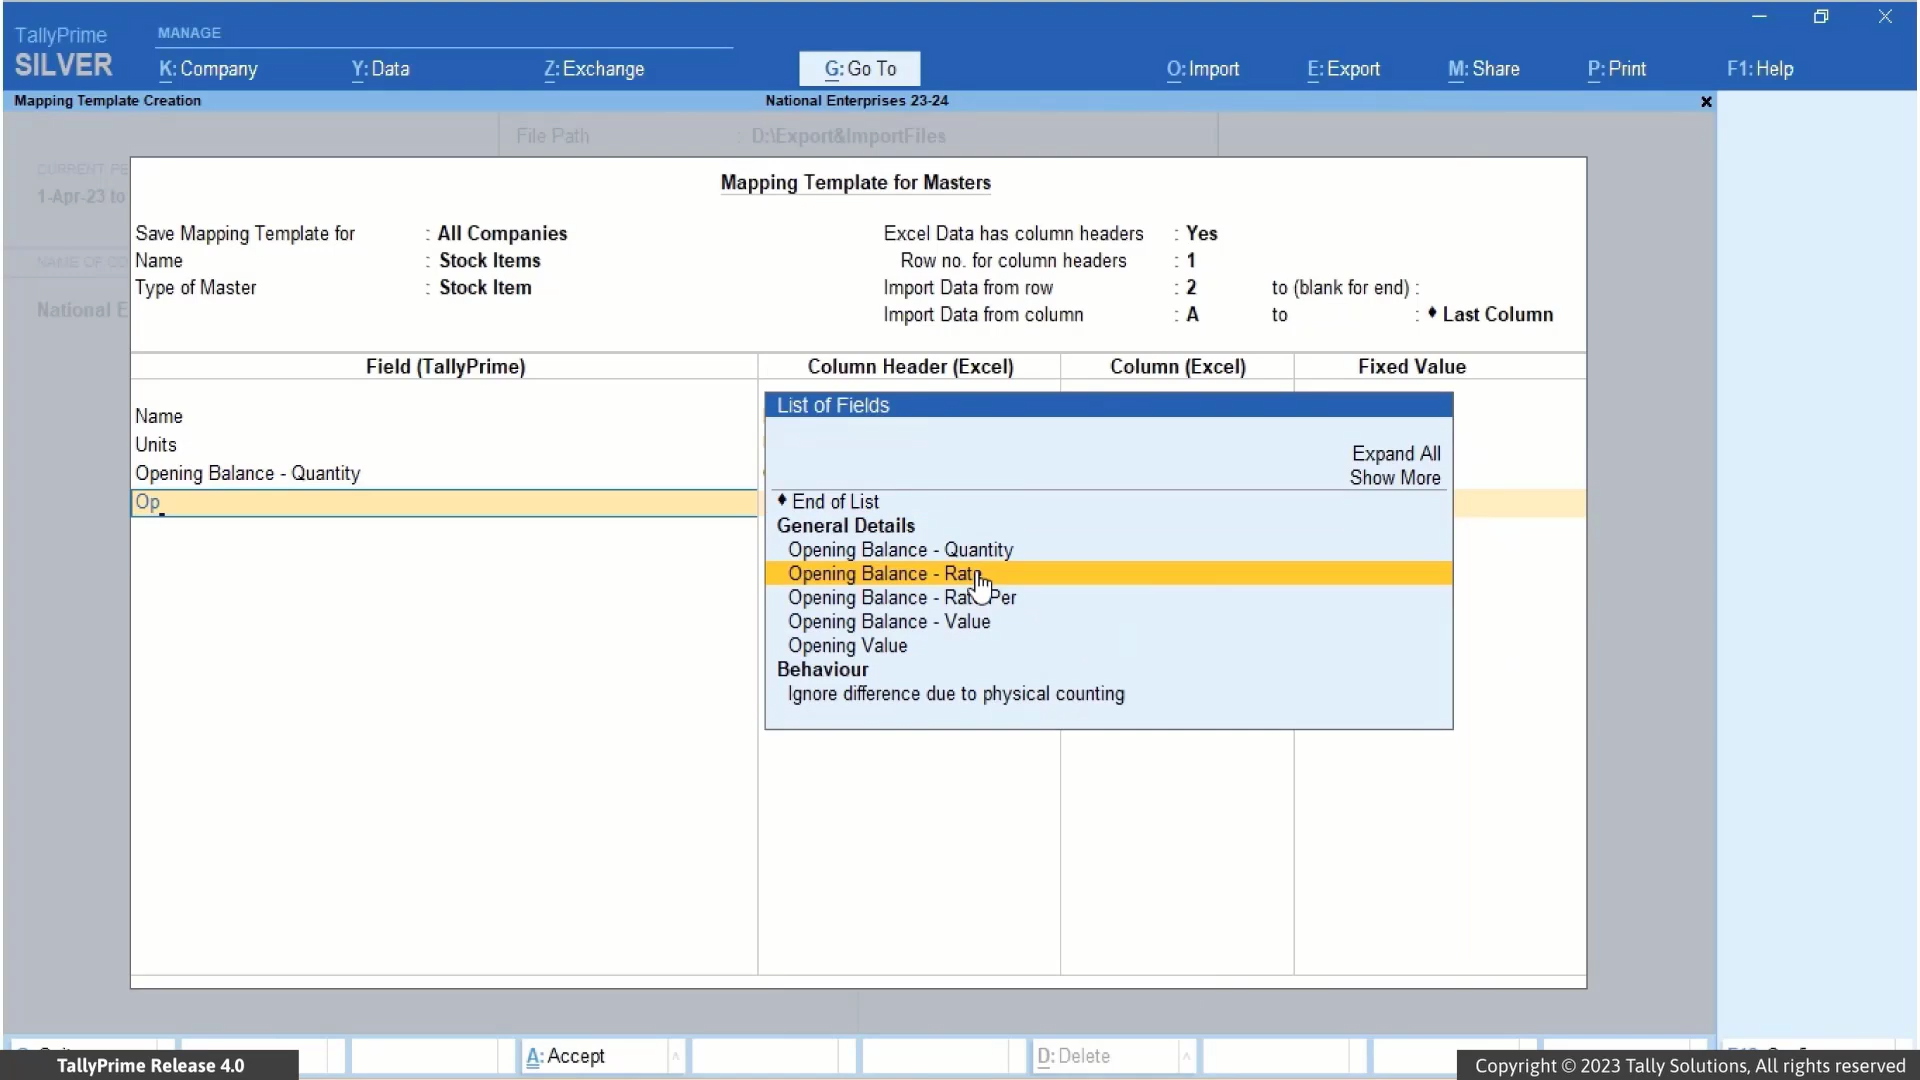 TallyPrime
SILVER
MANAGE
K: Company
Y: Data
Z: Exchange
G: Go To
O: Import
E: Export
M: Share
P: Print
F1: Help
Mapping Template Creation
National Enterprises 23-24
File Path : D:\Export&ImportFiles
1-Apr-23 to
National E
Mapping Template for Masters
Save Mapping Template for : All Companies
Name : Stock Items
Type of Master : Stock Item
Excel Data has column headers : Yes
Row no. for column headers : 1
Import Data from row : 2 to (blank for end) :
Import Data from column : A to : ♦ Last Column
Field (TallyPrime)
Column Header (Excel)
Column (Excel)
Fixed Value
Name
Units
Opening Balance - Quantity
Op
List of Fields
Expand All
Show More
♦ End of List
General Details
Opening Balance - Quantity
Opening Balance - Rate
Opening Balance - Rate Per
Opening Balance - Value
Opening Value
Behaviour
Ignore difference due to physical counting
A: Accept
D: Delete
TallyPrime Release 4.0
Copyright © 2023 Tally Solutions, All rights reserved